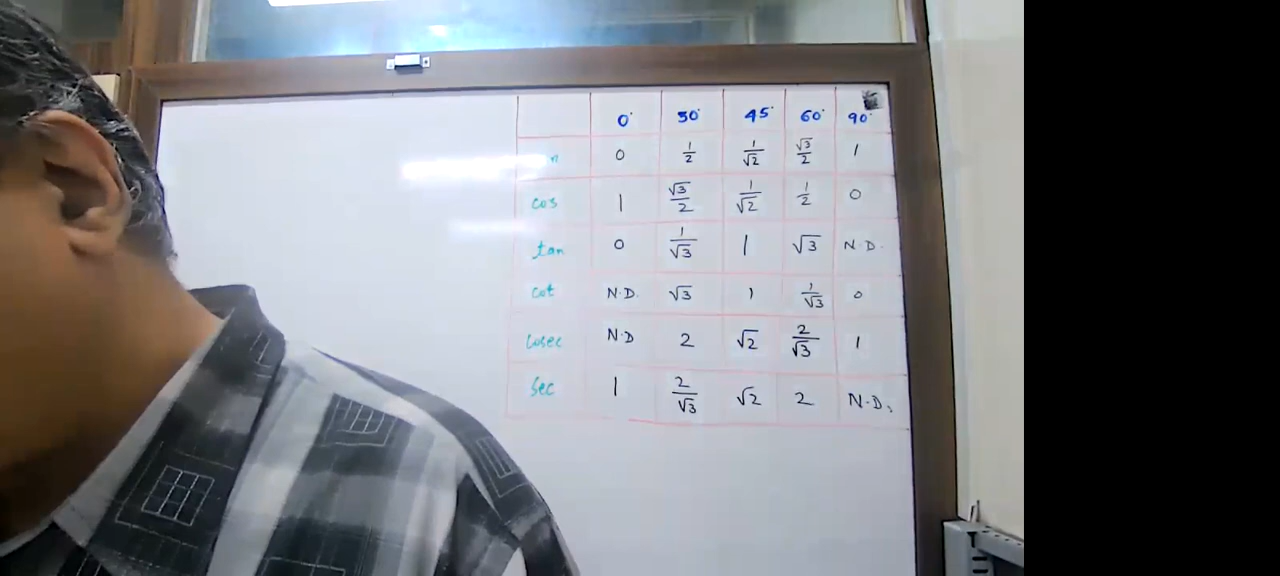 0° 30° 45° 60° 90°
0 1/2 1/√2 √3/2 1
cos 1 √3/2 1/√2 1/2 0
tan 0 1/√3 1 √3 N.D.
cot N.D. √3 1 1/√3 0
cosec N.D 2 √2 2/√3 1
sec 1 2/√3 √2 2 N.D.